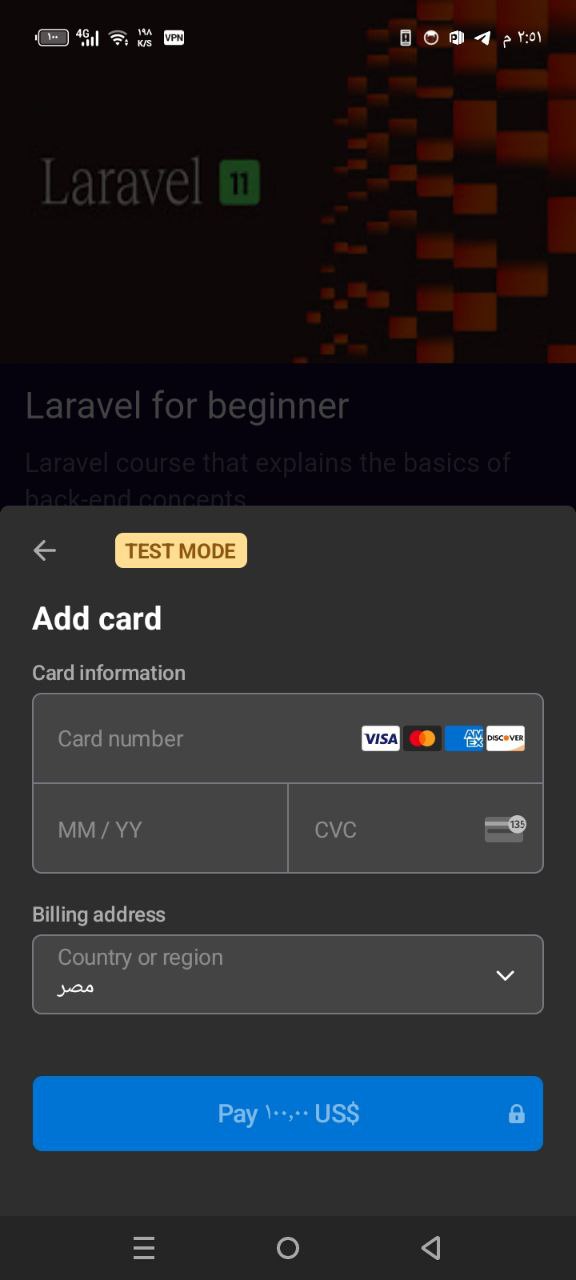 ١٠٠ 4G ١٩٨ K/S VPN ٢:٥١ م
Laravel 11
Laravel for beginner
Laravel course that explains the basics of
back-end concepts
TEST MODE
Add card
Card information
Card number VISA AMEX DISCOVER
MM / YY CVC 135
Billing address
Country or region
مصر
Pay ١٠٠,٠٠ US$